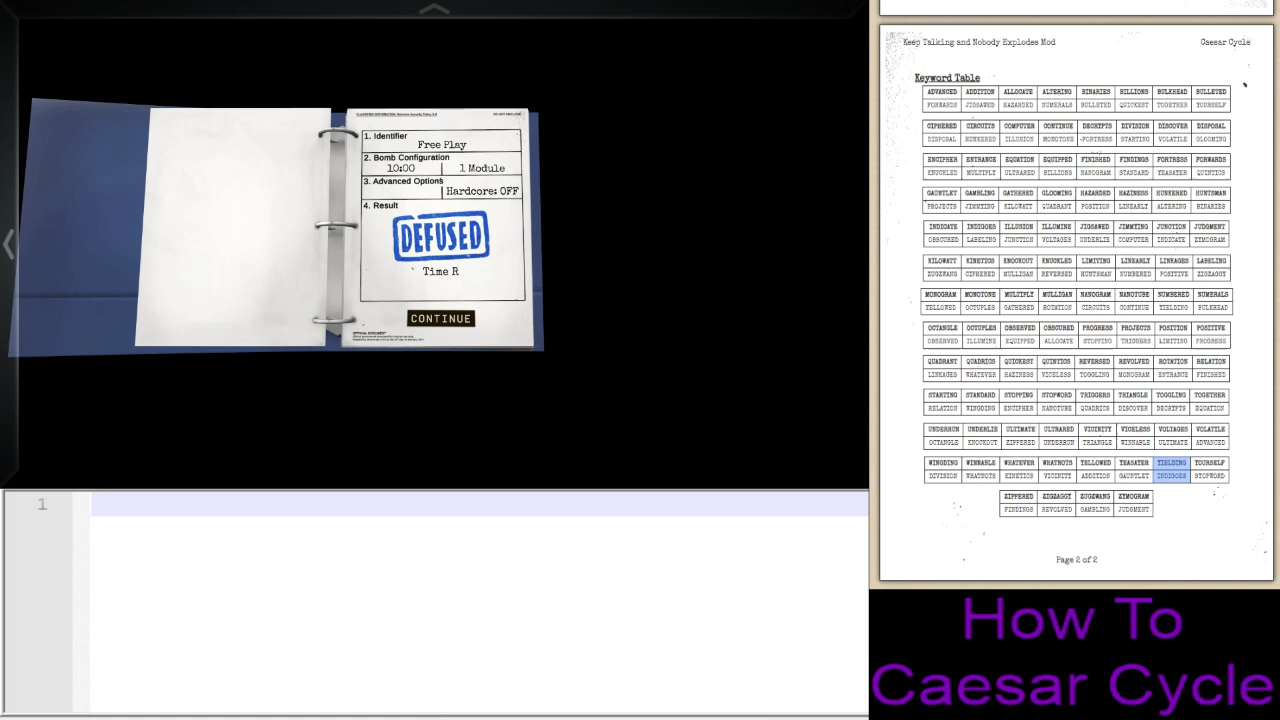 CLASSIFIED INFORMATION
1. Identifier
Free Play
2. Bomb Configuration
10:00 1 Module
3. Advanced Options
Hardcore: OFF
4. Result
DEFUSED
Time R
CONTINUE
OFFICIAL DOCUMENT
1
Keep Talking and Nobody Explodes Mod Caesar Cycle
Keyword Table
ADVANCED ADDITION ALLOCATE ALTERING BINARIES BILLIONS BULKHEAD BULLETED
FORWARDS JIGSAWED HAZARDED NUMERALS BULLETED QUICKEST TOGETHER YOURSELF
CIPHERED CIRCUITS COMPUTER CONTINUE DECRYPTS DIVISION DISCOVER DISPOSAL
DISPOSAL HUNKERED ILLUSION MONOTONE FORTRESS STARTING VOLATILE GLOOMING
ENCIPHER ENTRANCE EQUATION EQUIPPED FINISHED FINDINGS FORTRESS FORWARDS
KNUCKLED MULTIPLY ULTRARED BILLIONS NANOGRAM STANDARD YEASAYER QUINTICS
GAUNTLET GAMBLING GATHERED GLOOMING HAZARDED HAZINESS HUNKERED HUNTSMAN
PROJECTS JIMMYING KILOWATT QUADRANT POSITION LINEARLY ALTERING BINARIES
INDICATE INDIGOES ILLUSION ILLUMINE JIGSAWED JIMMYING JUNCTION JUDGMENT
OBSCURED LABELING JUNCTION VOLTAGES UNDERLIE COMPUTER INDICATE ZYMOGRAM
KILOWATT KINETICS KNOCKOUT KNUCKLED LIMITING LINEARLY LINKAGES LABELING
ZUGZWANG CIPHERED MULLIGAN REVERSED HUNTSMAN NUMBERED POSITIVE ZIGZAGGY
MONOGRAM MONOTONE MULTIPLY MULLIGAN NANOGRAM NANOTUBE NUMBERED NUMERALS
YELLOWED OCTUPLES GATHERED ROTATION CIRCUITS CONTINUE YIELDING BULKHEAD
OCTANGLE OCTUPLES OBSERVED OBSCURED PROGRESS PROJECTS POSITION POSITIVE
OBSERVED ILLUMINE EQUIPPED ALLOCATE STOPPING TRIGGERS LIMITING PROGRESS
QUADRANT QUADRICS QUICKEST QUINTICS REVERSED REVOLVED ROTATION RELATION
LINKAGES WHATEVER HAZINESS VICELESS TOGGLING MONOGRAM ENTRANCE FINISHED
STARTING STANDARD STOPPING STOPWORD TRIGGERS TRIANGLE TOGGLING TOGETHER
RELATION WINGDING ENCIPHER NANOTUBE QUADRICS DISCOVER DECRYPTS EQUATION
UNDERRUN UNDERLIE ULTIMATE ULTRARED VICINITY VICELESS VOLTAGES VOLATILE
OCTANGLE KNOCKOUT ZIPPERED UNDERRUN TRIANGLE WINNABLE ULTIMATE ADVANCED
WINGDING WINNABLE WHATEVER WHATNOTS YELLOWED YEASAYER YIELDING YOURSELF
DIVISION WHATNOTS KINETICS VICINITY ADDITION GAUNTLET INDIGOES STOPWORD
ZIPPERED ZIGZAGGY ZUGZWANG ZYMOGRAM
FINDINGS REVOLVED GAMBLING JUDGMENT
Page 2 of 2
How To
Caesar Cycle